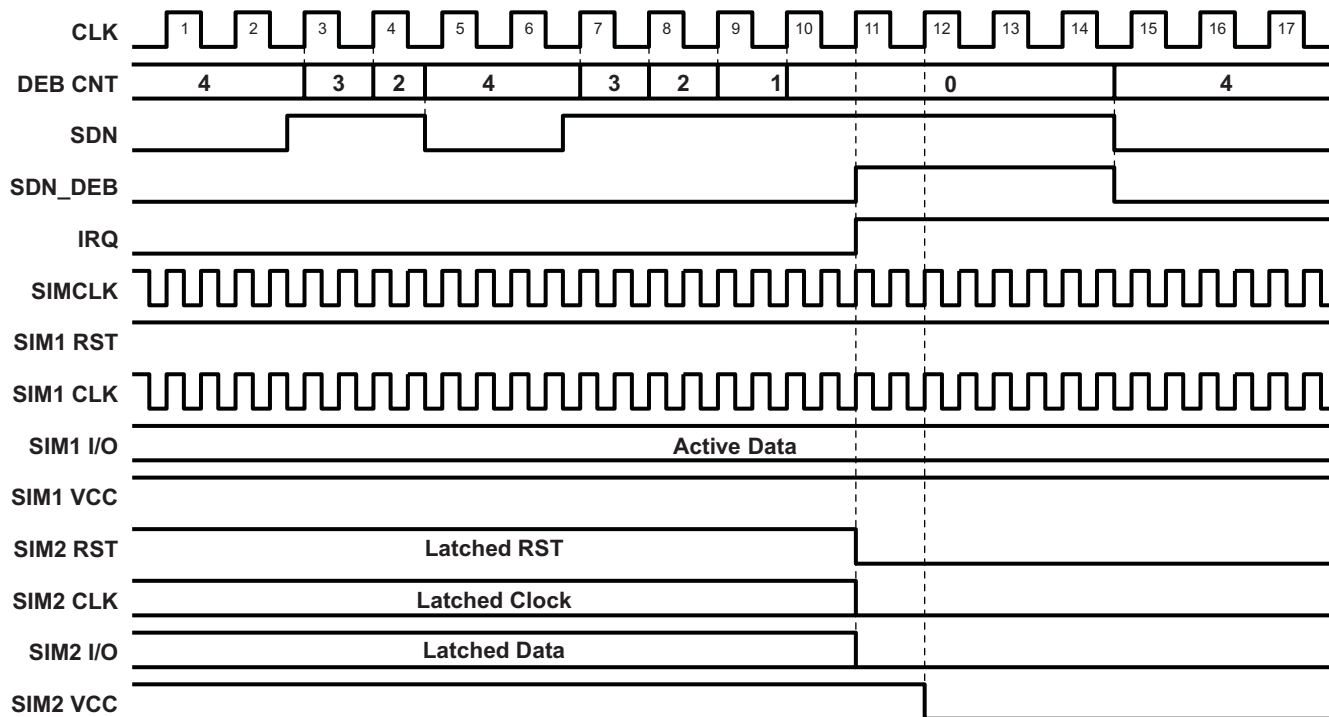 CLK 1 2 3 4 5 6 7 8 9 10 11 12 13 14 15 16 17
DEB CNT 4 3 2 4 3 2 1 0 4
SDN
SDN_DEB
IRQ
SIMCLK
SIM1 RST
SIM1 CLK
SIM1 I/O Active Data
SIM1 VCC
SIM2 RST Latched RST
SIM2 CLK Latched Clock
SIM2 I/O Latched Data
SIM2 VCC